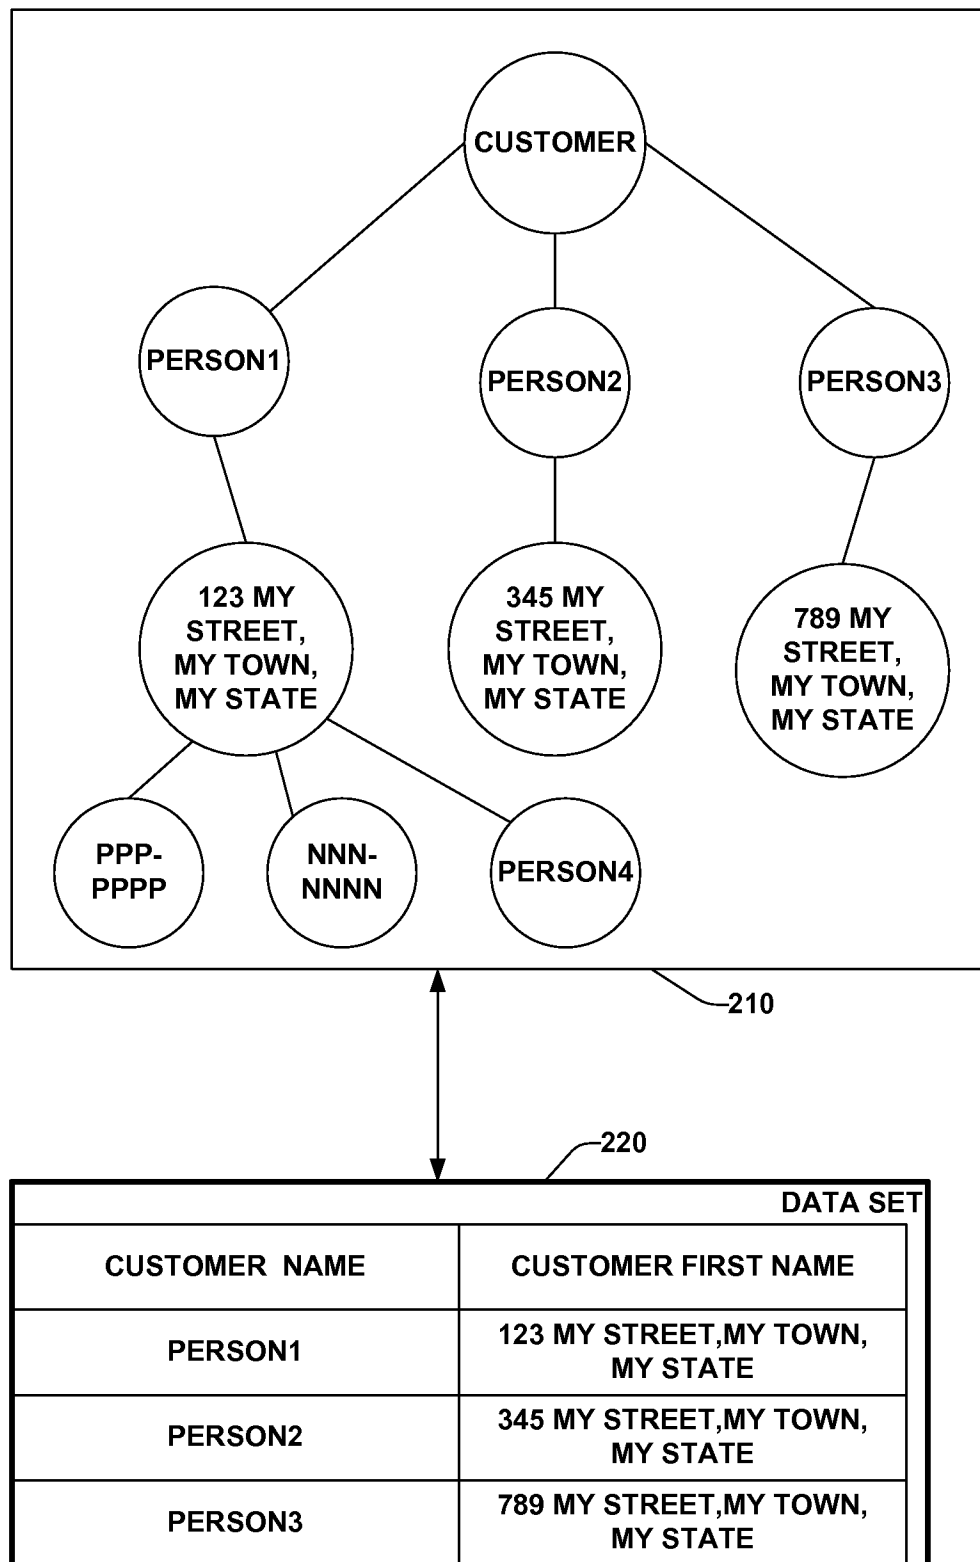 CUSTOMER
PERSON1
PERSON2
PERSON3
123 MY
STREET,
MY TOWN,
MY STATE
345 MY
STREET,
MY TOWN,
MY STATE
789 MY
STREET,
MY TOWN,
MY STATE
PPP-
PPPP
NNN-
NNNN
PERSON4
210
220
DATA SET
CUSTOMER NAME
CUSTOMER FIRST NAME
PERSON1
123 MY STREET,MY TOWN,
MY STATE
PERSON2
345 MY STREET,MY TOWN,
MY STATE
PERSON3
789 MY STREET,MY TOWN,
MY STATE